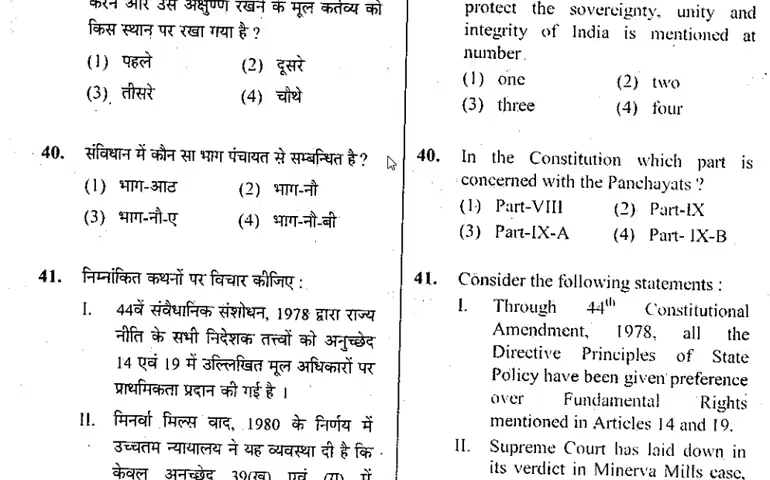 करने और उसे अक्षुण्ण रखने के मूल कर्तव्य को
किस स्थान पर रखा गया है ?
(1) पहले (2) दूसरे
(3) तीसरे (4) चौथे
40. संविधान में कौन सा भाग पंचायत से सम्बन्धित है?
(1) भाग-आठ (2) भाग-नौ
(3) भाग-नौ-ए (4) भाग-नौ-बी
41. निम्नांकित कथनों पर विचार कीजिए :
I. 44वें संवैधानिक संशोधन, 1978 द्वारा राज्य
नीति के सभी निदेशक तत्त्वों को अनुच्छेद
14 एवं 19 में उल्लिखित मूल अधिकारों पर
प्राथमिकता प्रदान की गई है ।
II. मिनर्वा मिल्स वाद, 1980 के निर्णय में
उच्चतम न्यायालय ने यह व्यवस्था दी है कि
केवल अनुच्छेद 39(ख) एवं (ग) में
protect the sovereignty, unity and
integrity of India is mentioned at
number.
(1) one (2) two
(3) three (4) four
40. In the Constitution which part is
concerned with the Panchayats ?
(1) Part-VIII (2) Part-IX
(3) Part-IX-A (4) Part- IX-B
41. Consider the following statements :
I. Through 44th Constitutional
Amendment, 1978, all the
Directive Principles of State
Policy have been given preference
over Fundamental Rights
mentioned in Articles 14 and 19.
II. Supreme Court has laid down in
its verdict in Minerva Mills case,